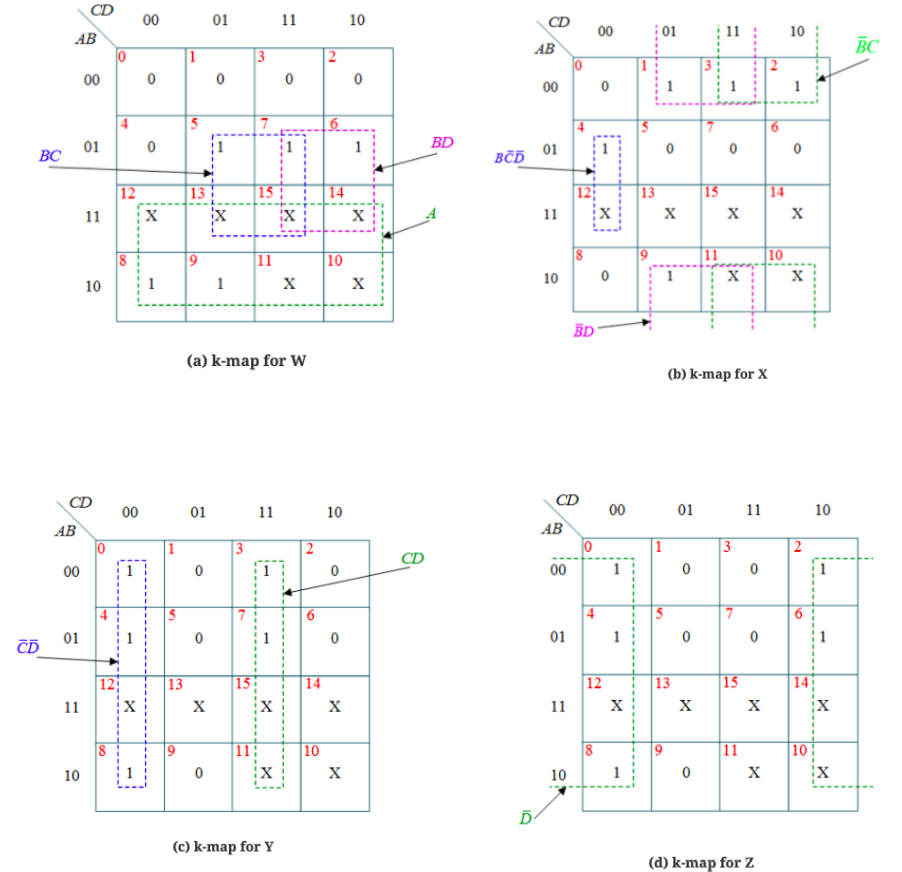 CD
00 01 11 10
AB
0 1 3 2
00 0 0 0 0
4 5 7 6
01 0 1 1 1
BC
BD
12 13 15 14
11 X X X X
A
8 9 11 10
10 1 1 X X
(a) k-map for W
CD
00 01 11 10
AB
B̅C
0 1 3 2
00 0 1 1 1
4 5 7 6
01 1 0 0 0
BC̅D̅
12 13 15 14
11 X X X X
8 9 11 10
10 0 1 X X
B̅D
(b) k-map for X
CD
00 01 11 10
AB
0 1 3 2
00 1 0 1 0
CD
4 5 7 6
01 1 0 1 0
C̅D̅
12 13 15 14
11 X X X X
8 9 11 10
10 1 0 X X
(c) k-map for Y
CD
00 01 11 10
AB
0 1 3 2
00 1 0 0 1
4 5 7 6
01 1 0 0 1
12 13 15 14
11 X X X X
8 9 11 10
10 1 0 X X
D̅
(d) k-map for Z